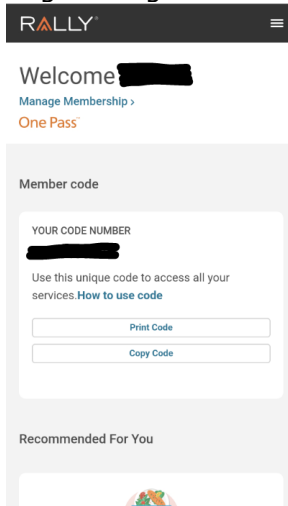 RALLY
Welcome
Manage Membership >
One Pass™
Member code
YOUR CODE NUMBER
Use this unique code to access all your
services.How to use code
Print Code
Copy Code
Recommended For You